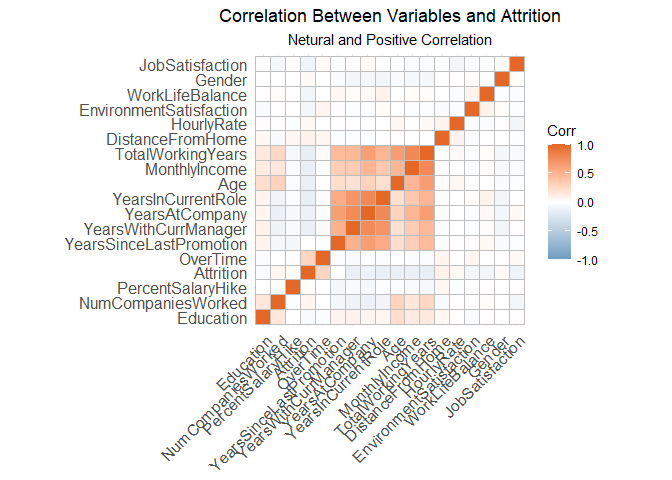 Correlation Between Variables and Attrition
Netural and Positive Correlation
JobSatisfaction
Gender
WorkLifeBalance
EnvironmentSatisfaction
HourlyRate
DistanceFromHome
TotalWorkingYears
MonthlyIncome
Age
YearsInCurrentRole
YearsAtCompany
YearsWithCurrManager
YearsSinceLastPromotion
OverTime
Attrition
PercentSalaryHike
NumCompaniesWorked
Education
Corr
1.0
0.5
0.0
-0.5
-1.0
Education
NumCompaniesWorked
PercentSalaryHike
Attrition
OverTime
YearsSinceLastPromotion
YearsWithCurrManager
YearsAtCompany
YearsInCurrentRole
Age
MonthlyIncome
TotalWorkingYears
DistanceFromHome
HourlyRate
EnvironmentSatisfaction
WorkLifeBalance
Gender
JobSatisfaction